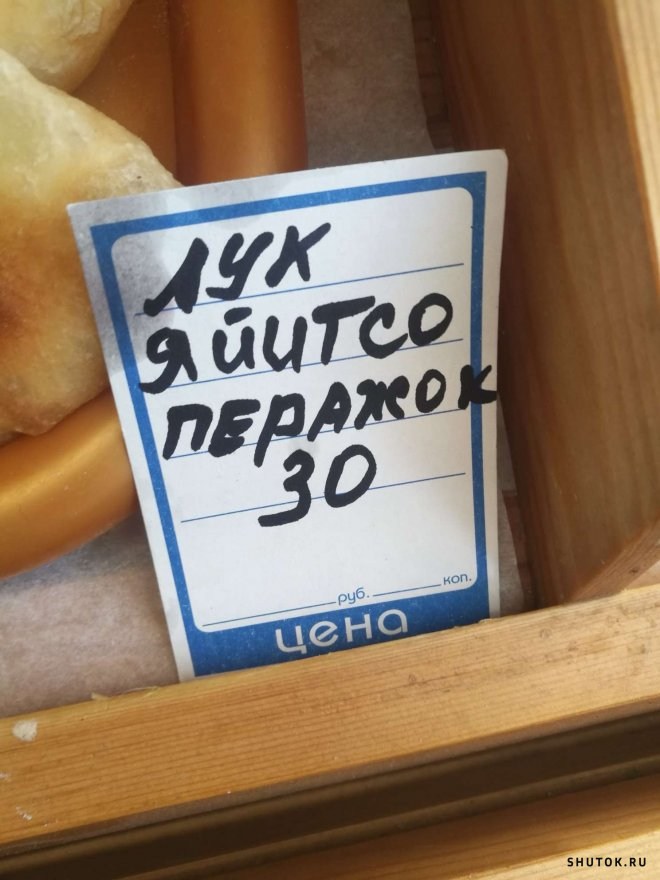 ЛУК
ЯЙИТСО
ПЕРАЖОК
30
руб. коп.
цена
SHUTOK.RU